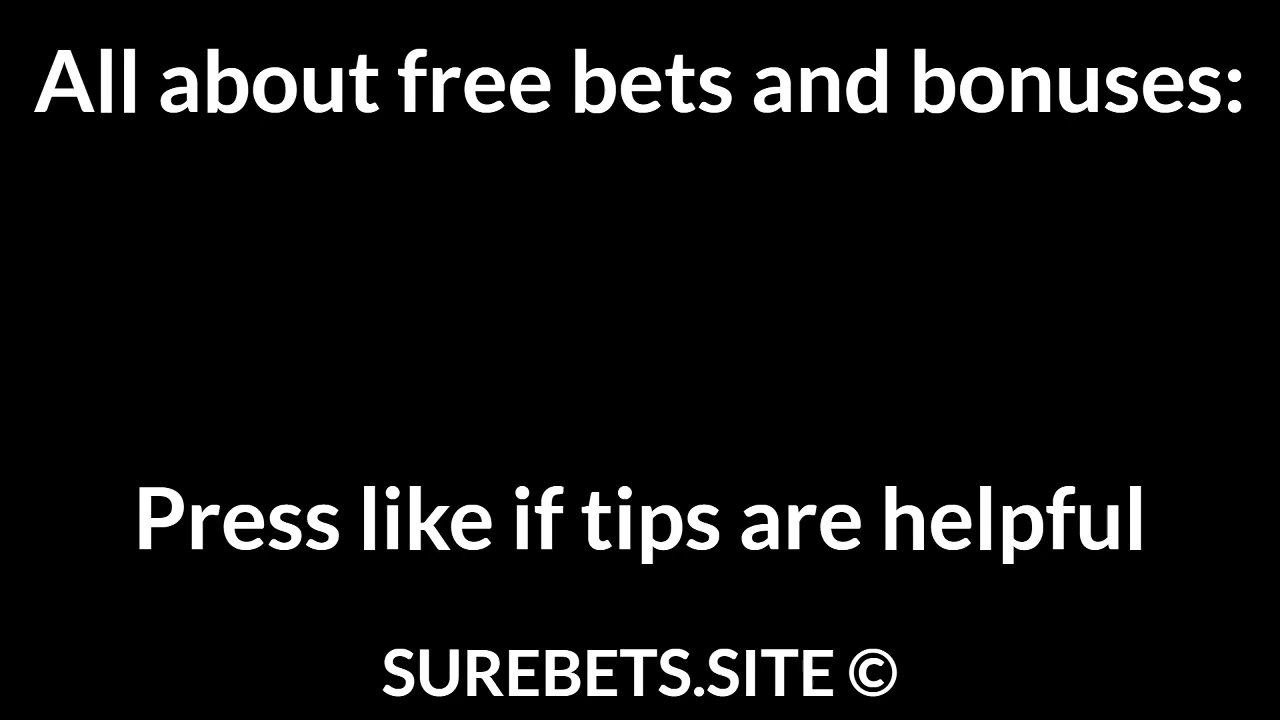 All about free bets and bonuses:
Press like if tips are helpful
SUREBETS.SITE ©